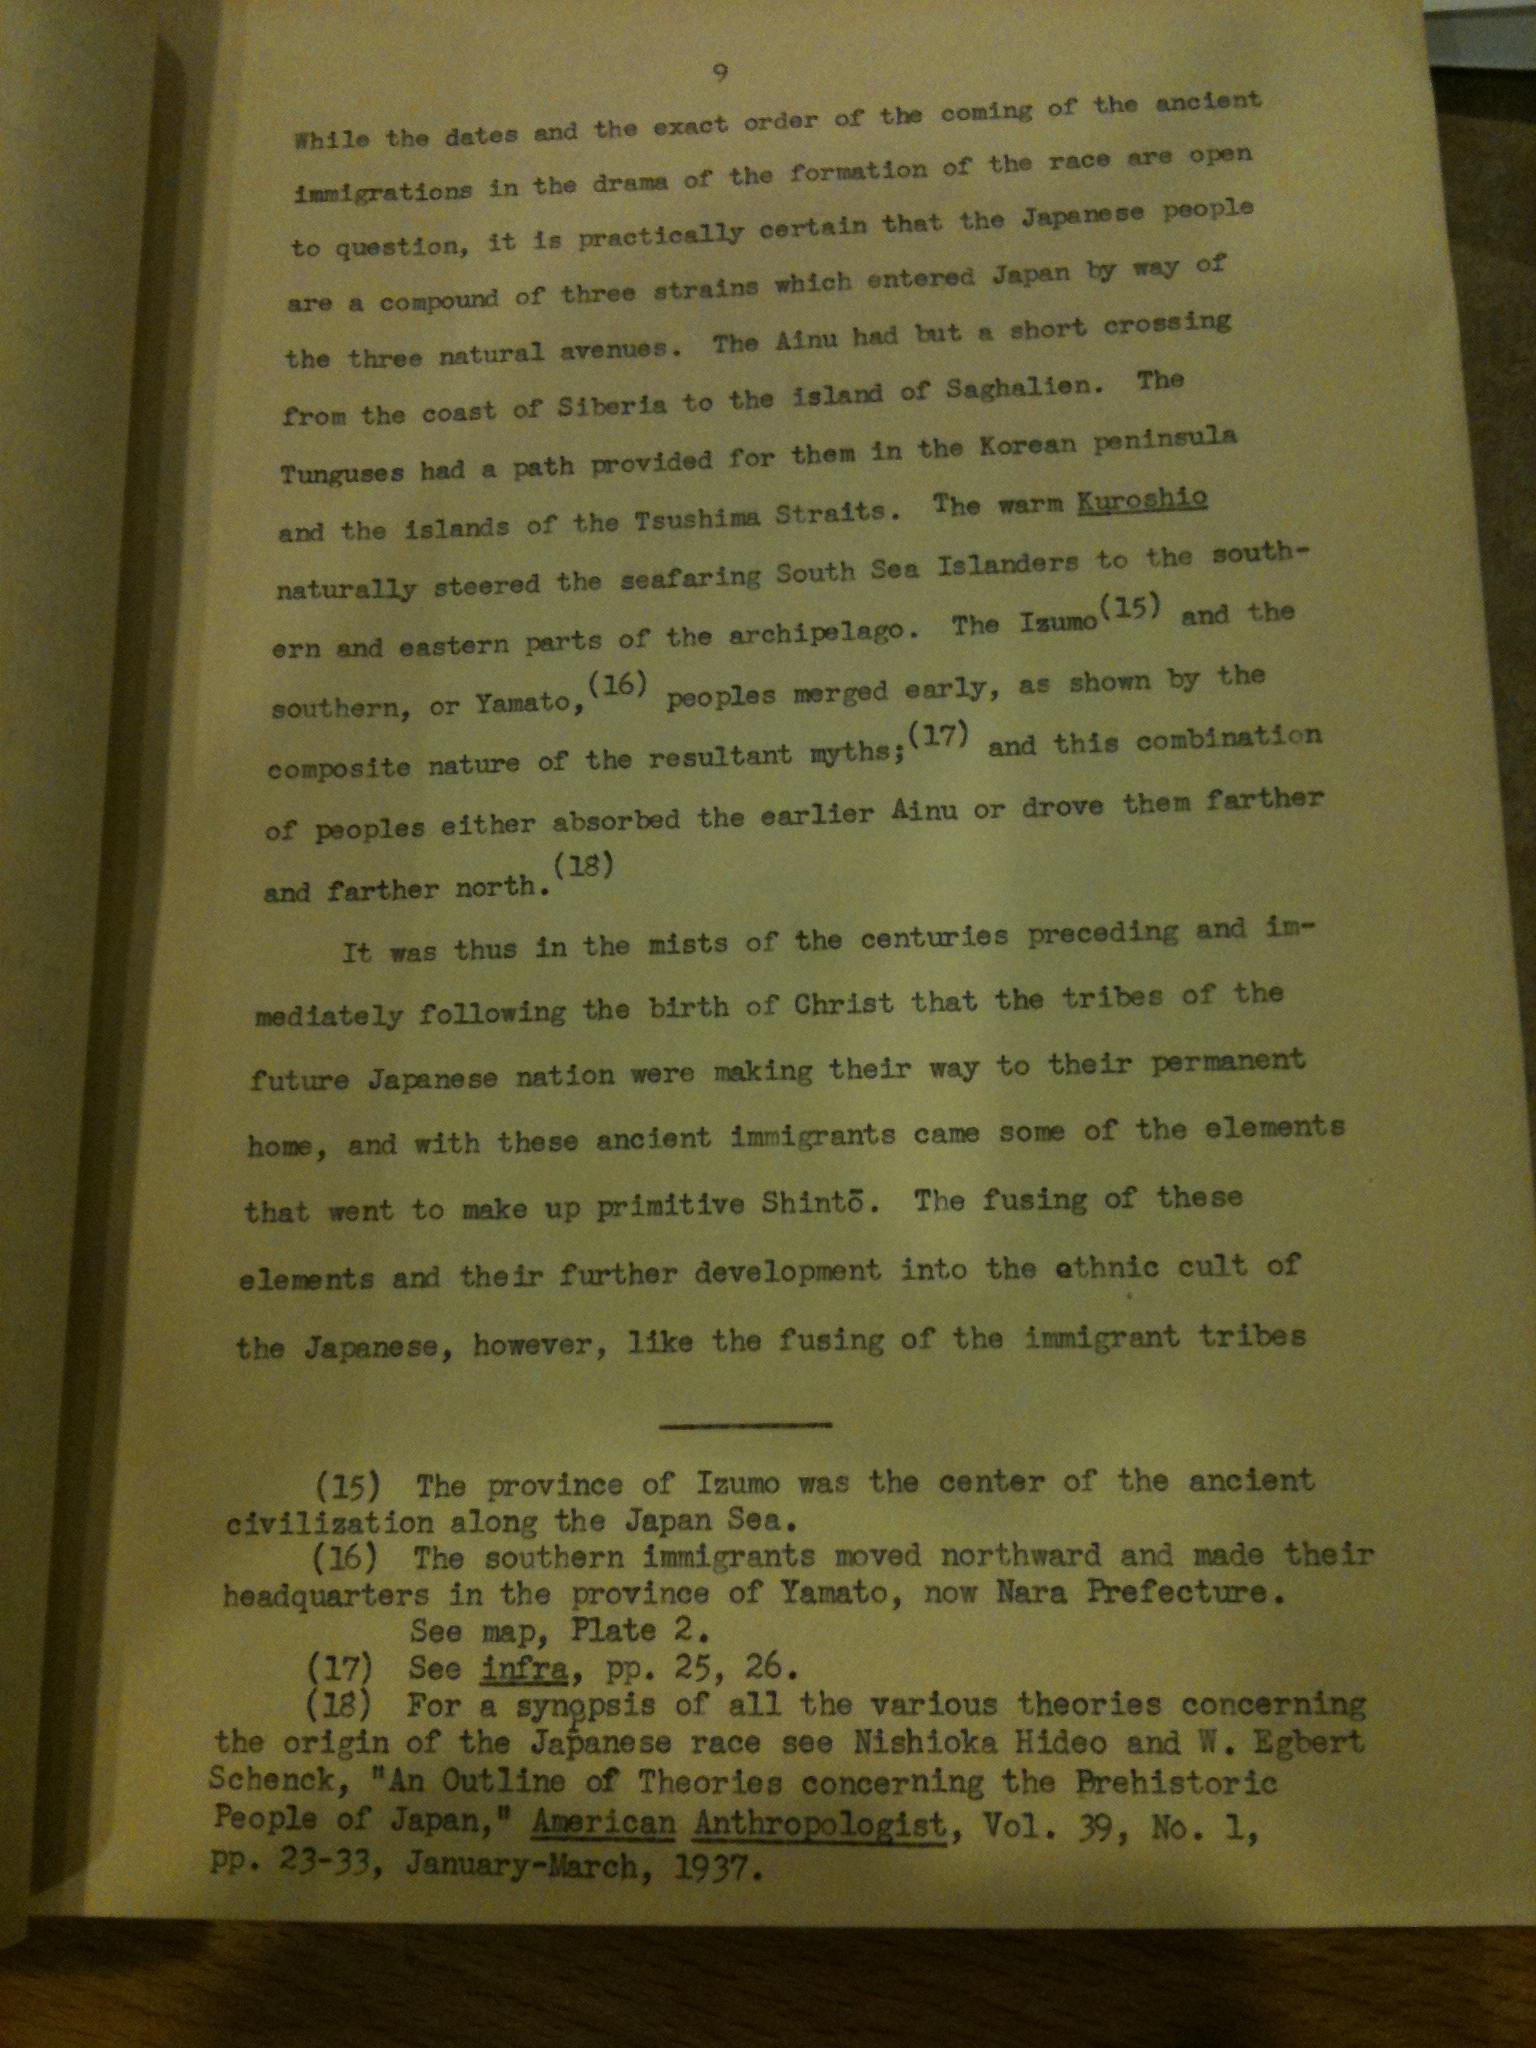 9
While the dates and the exact order of the coming of the ancient
immigrations in the drama of the formation of the race are open
to question, it is practically certain that the Japanese people
are a compound of three strains which entered Japan by way of
the three natural avenues. The Ainu had but a short crossing
from the coast of Siberia to the island of Saghalien. The
Tunguses had a path provided for them in the Korean peninsula
and the islands of the Tsushima Straits. The warm Kuroshio
naturally steered the seafaring South Sea Islanders to the south-
ern and eastern parts of the archipelago. The Izumo(15) and the
southern, or Yamato,(16) peoples merged early, as shown by the
composite nature of the resultant myths;(17) and this combination
of peoples either absorbed the earlier Ainu or drove them farther
and farther north.(18)
It was thus in the mists of the centuries preceding and im-
mediately following the birth of Christ that the tribes of the
future Japanese nation were making their way to their permanent
home, and with these ancient immigrants came some of the elements
that went to make up primitive Shintō. The fusing of these
elements and their further development into the ethnic cult of
the Japanese, however, like the fusing of the immigrant tribes
(15) The province of Izumo was the center of the ancient
civilization along the Japan Sea.
(16) The southern immigrants moved northward and made their
headquarters in the province of Yamato, now Nara Prefecture.
See map, Plate 2.
(17) See infra, pp. 25, 26.
(18) For a synopsis of all the various theories concerning
the origin of the Japanese race see Nishioka Hideo and W. Egbert
Schenck, "An Outline of Theories concerning the Prehistoric
People of Japan," American Anthropologist, Vol. 39, No. 1,
pp. 23-33, January-March, 1937.